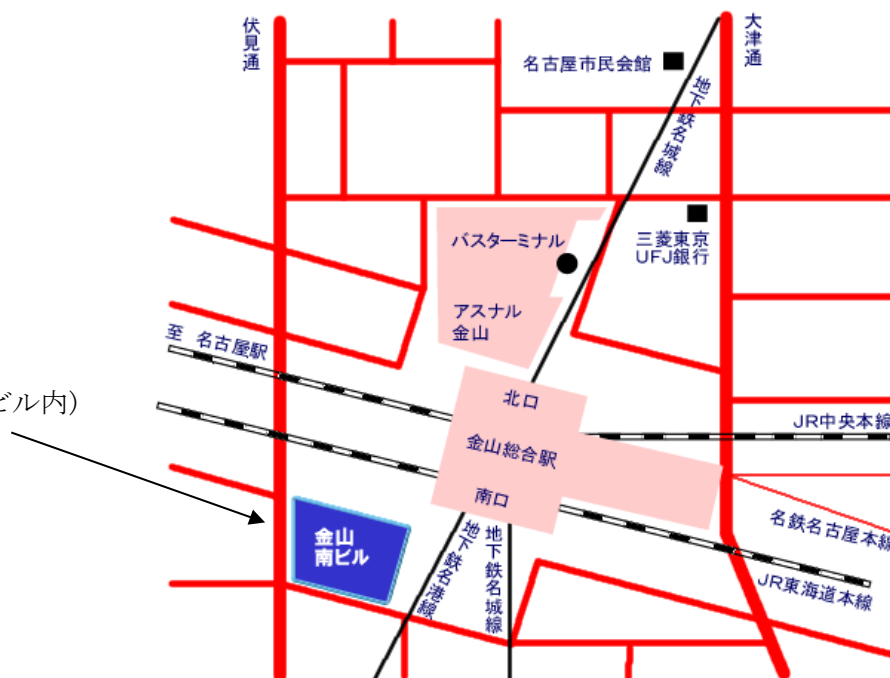 伏見通
大津通
名古屋市民会館
地下鉄名城線
バスターミナル
三菱東京
UFJ銀行
アスナル
金山
至 名古屋駅
ビル内)
北口
JR中央本線
金山総合駅
南口
名鉄名古屋本線
金山
南ビル
地下鉄名港線
地下鉄名城線
JR東海道本線